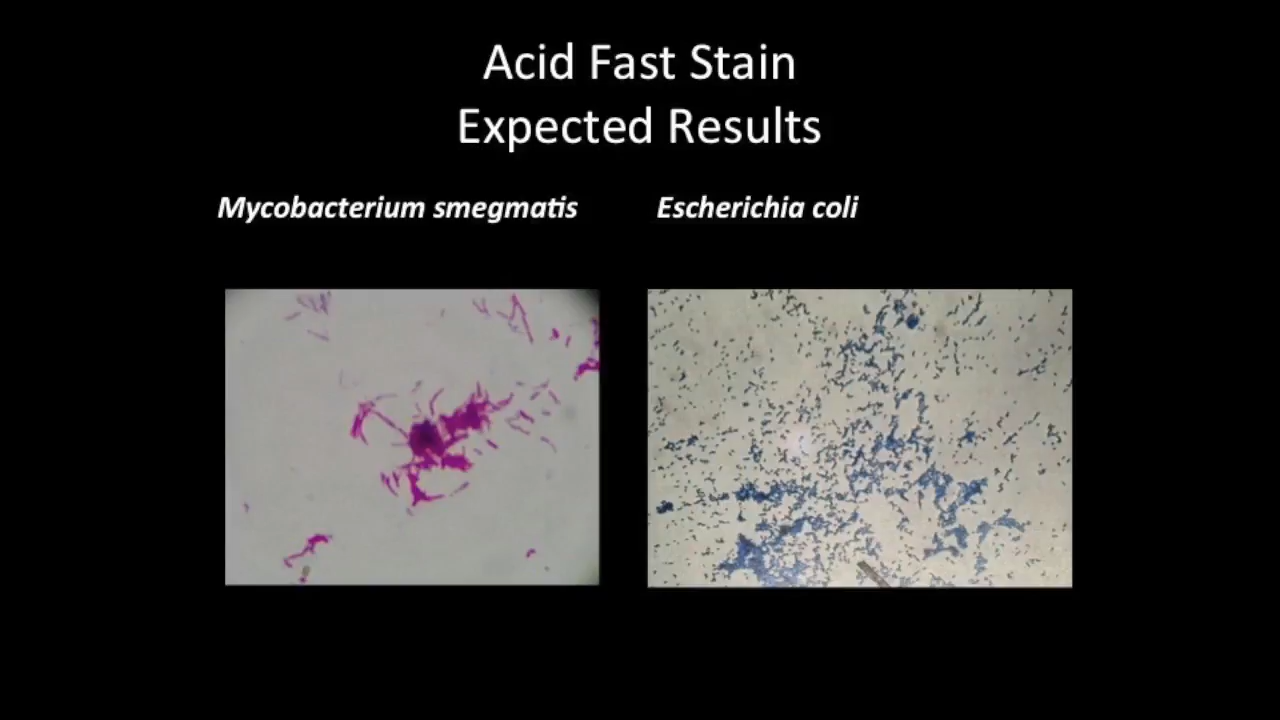 Acid Fast Stain
Expected Results
Mycobacterium smegmatis
Escherichia coli